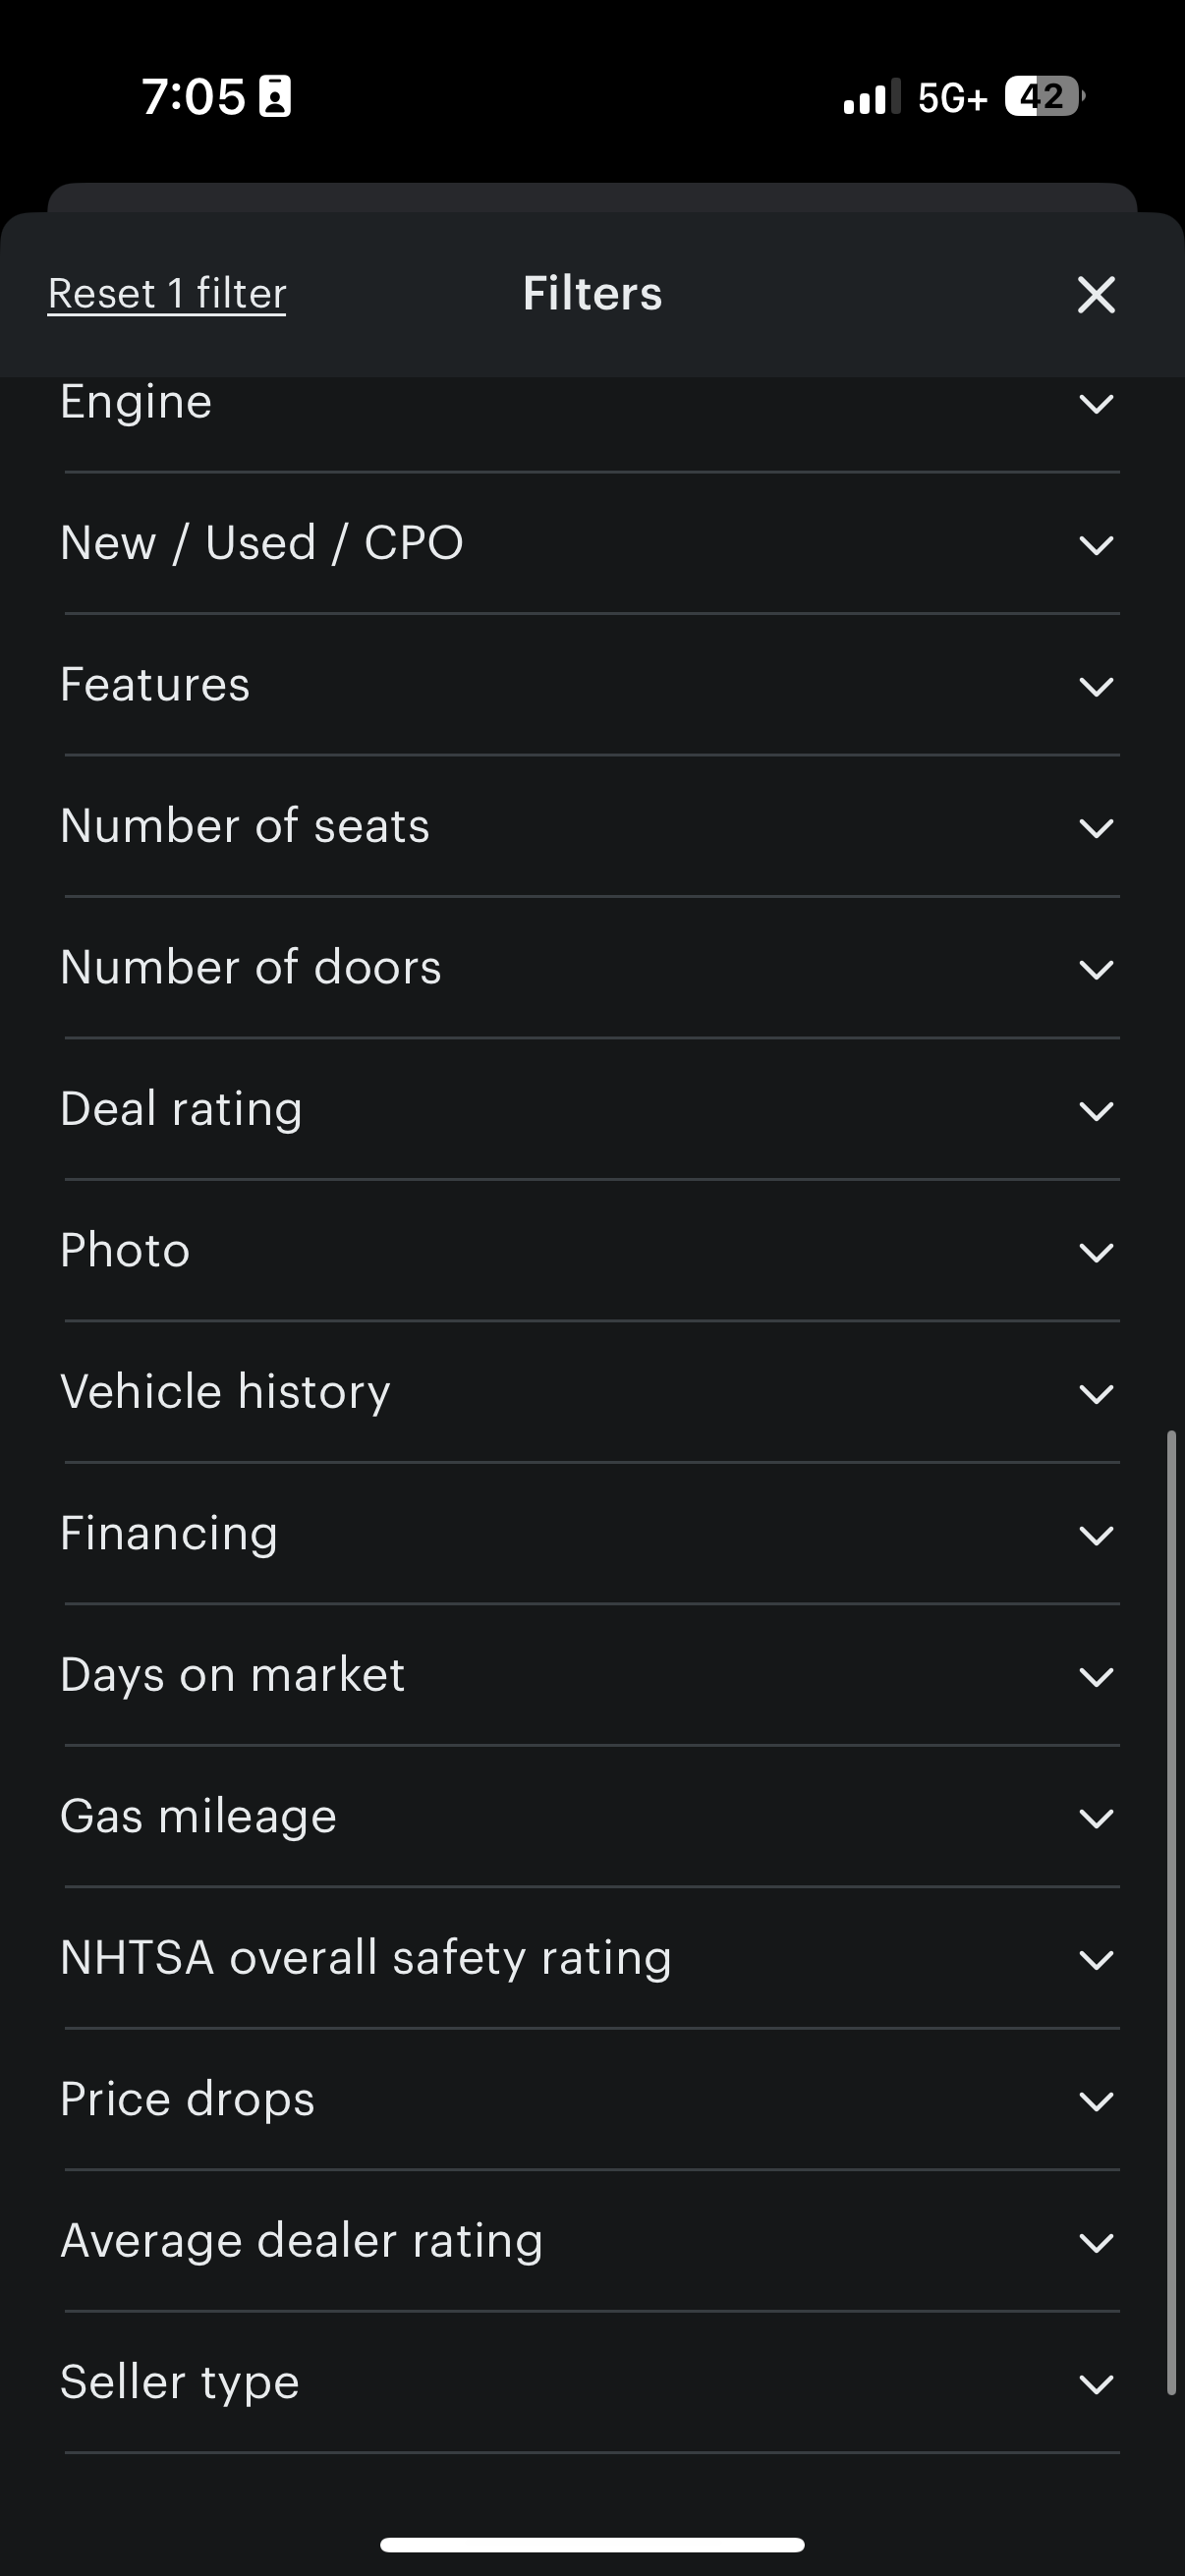 7:05
5G+
42
Reset 1 filter
Filters
Engine
New / Used / CPO
Features
Number of seats
Number of doors
Deal rating
Photo
Vehicle history
Financing
Days on market
Gas mileage
NHTSA overall safety rating
Price drops
Average dealer rating
Seller type